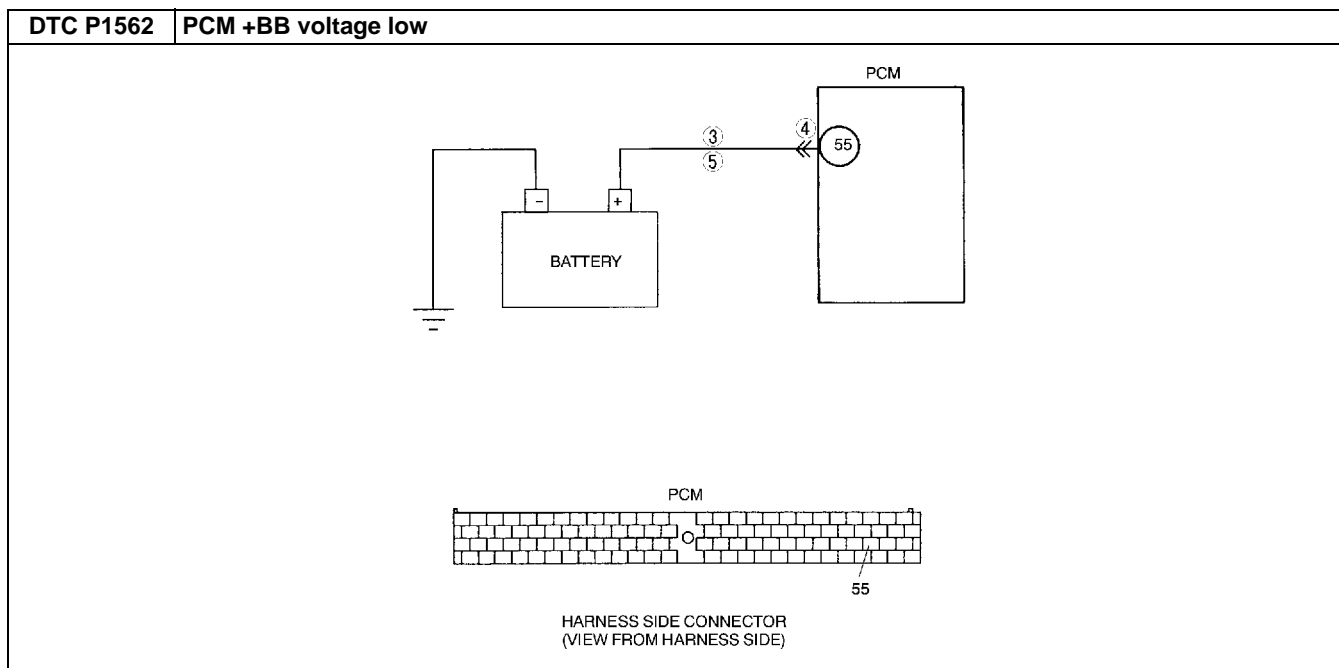 DTC P1562 PCM +BB voltage low
PCM
3
4
55
5
- +
BATTERY
PCM
55
HARNESS SIDE CONNECTOR
(VIEW FROM HARNESS SIDE)